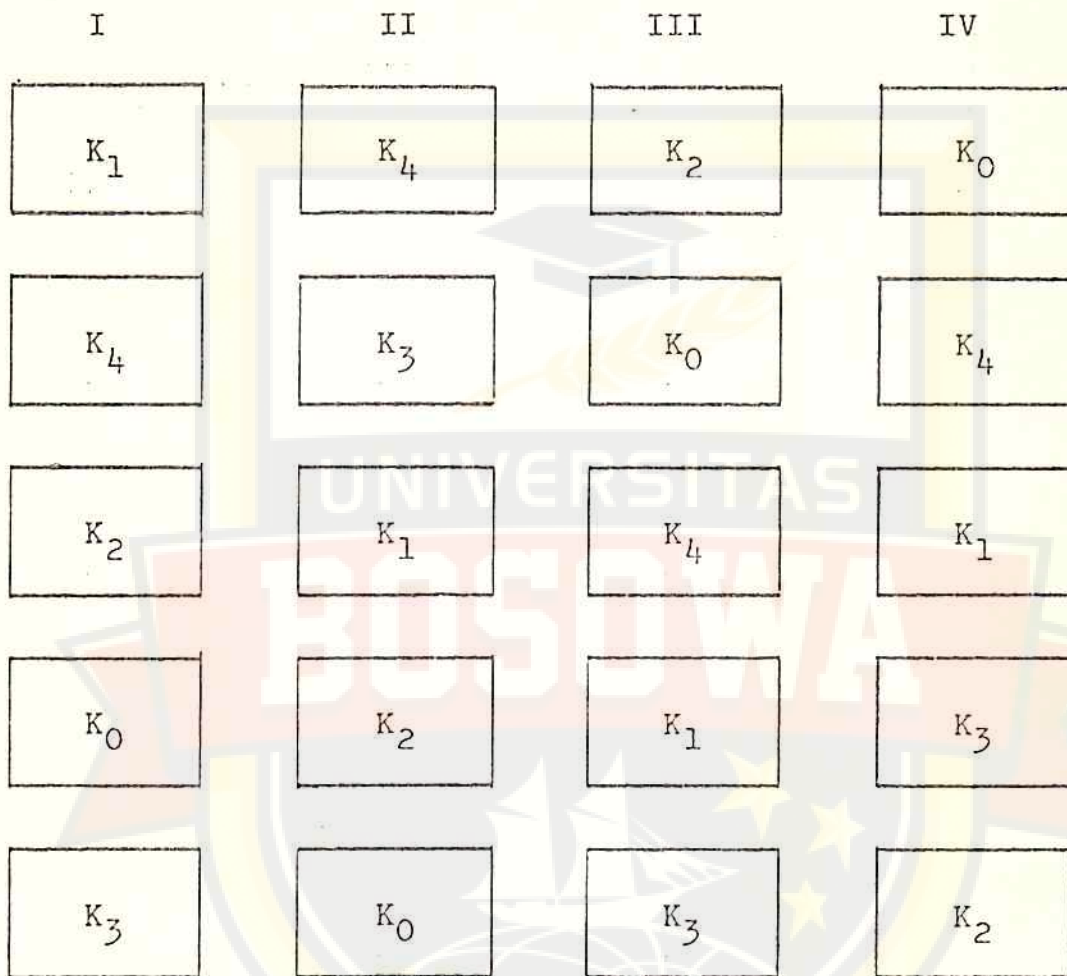 I II III IV
K₁ K₄ K₂ K₀
K₄ K₃ K₀ K₄
K₂ K₁ K₄ K₁
K₀ K₂ K₁ K₃
K₃ K₀ K₃ K₂
UNIVERSITAS
BOSOWA